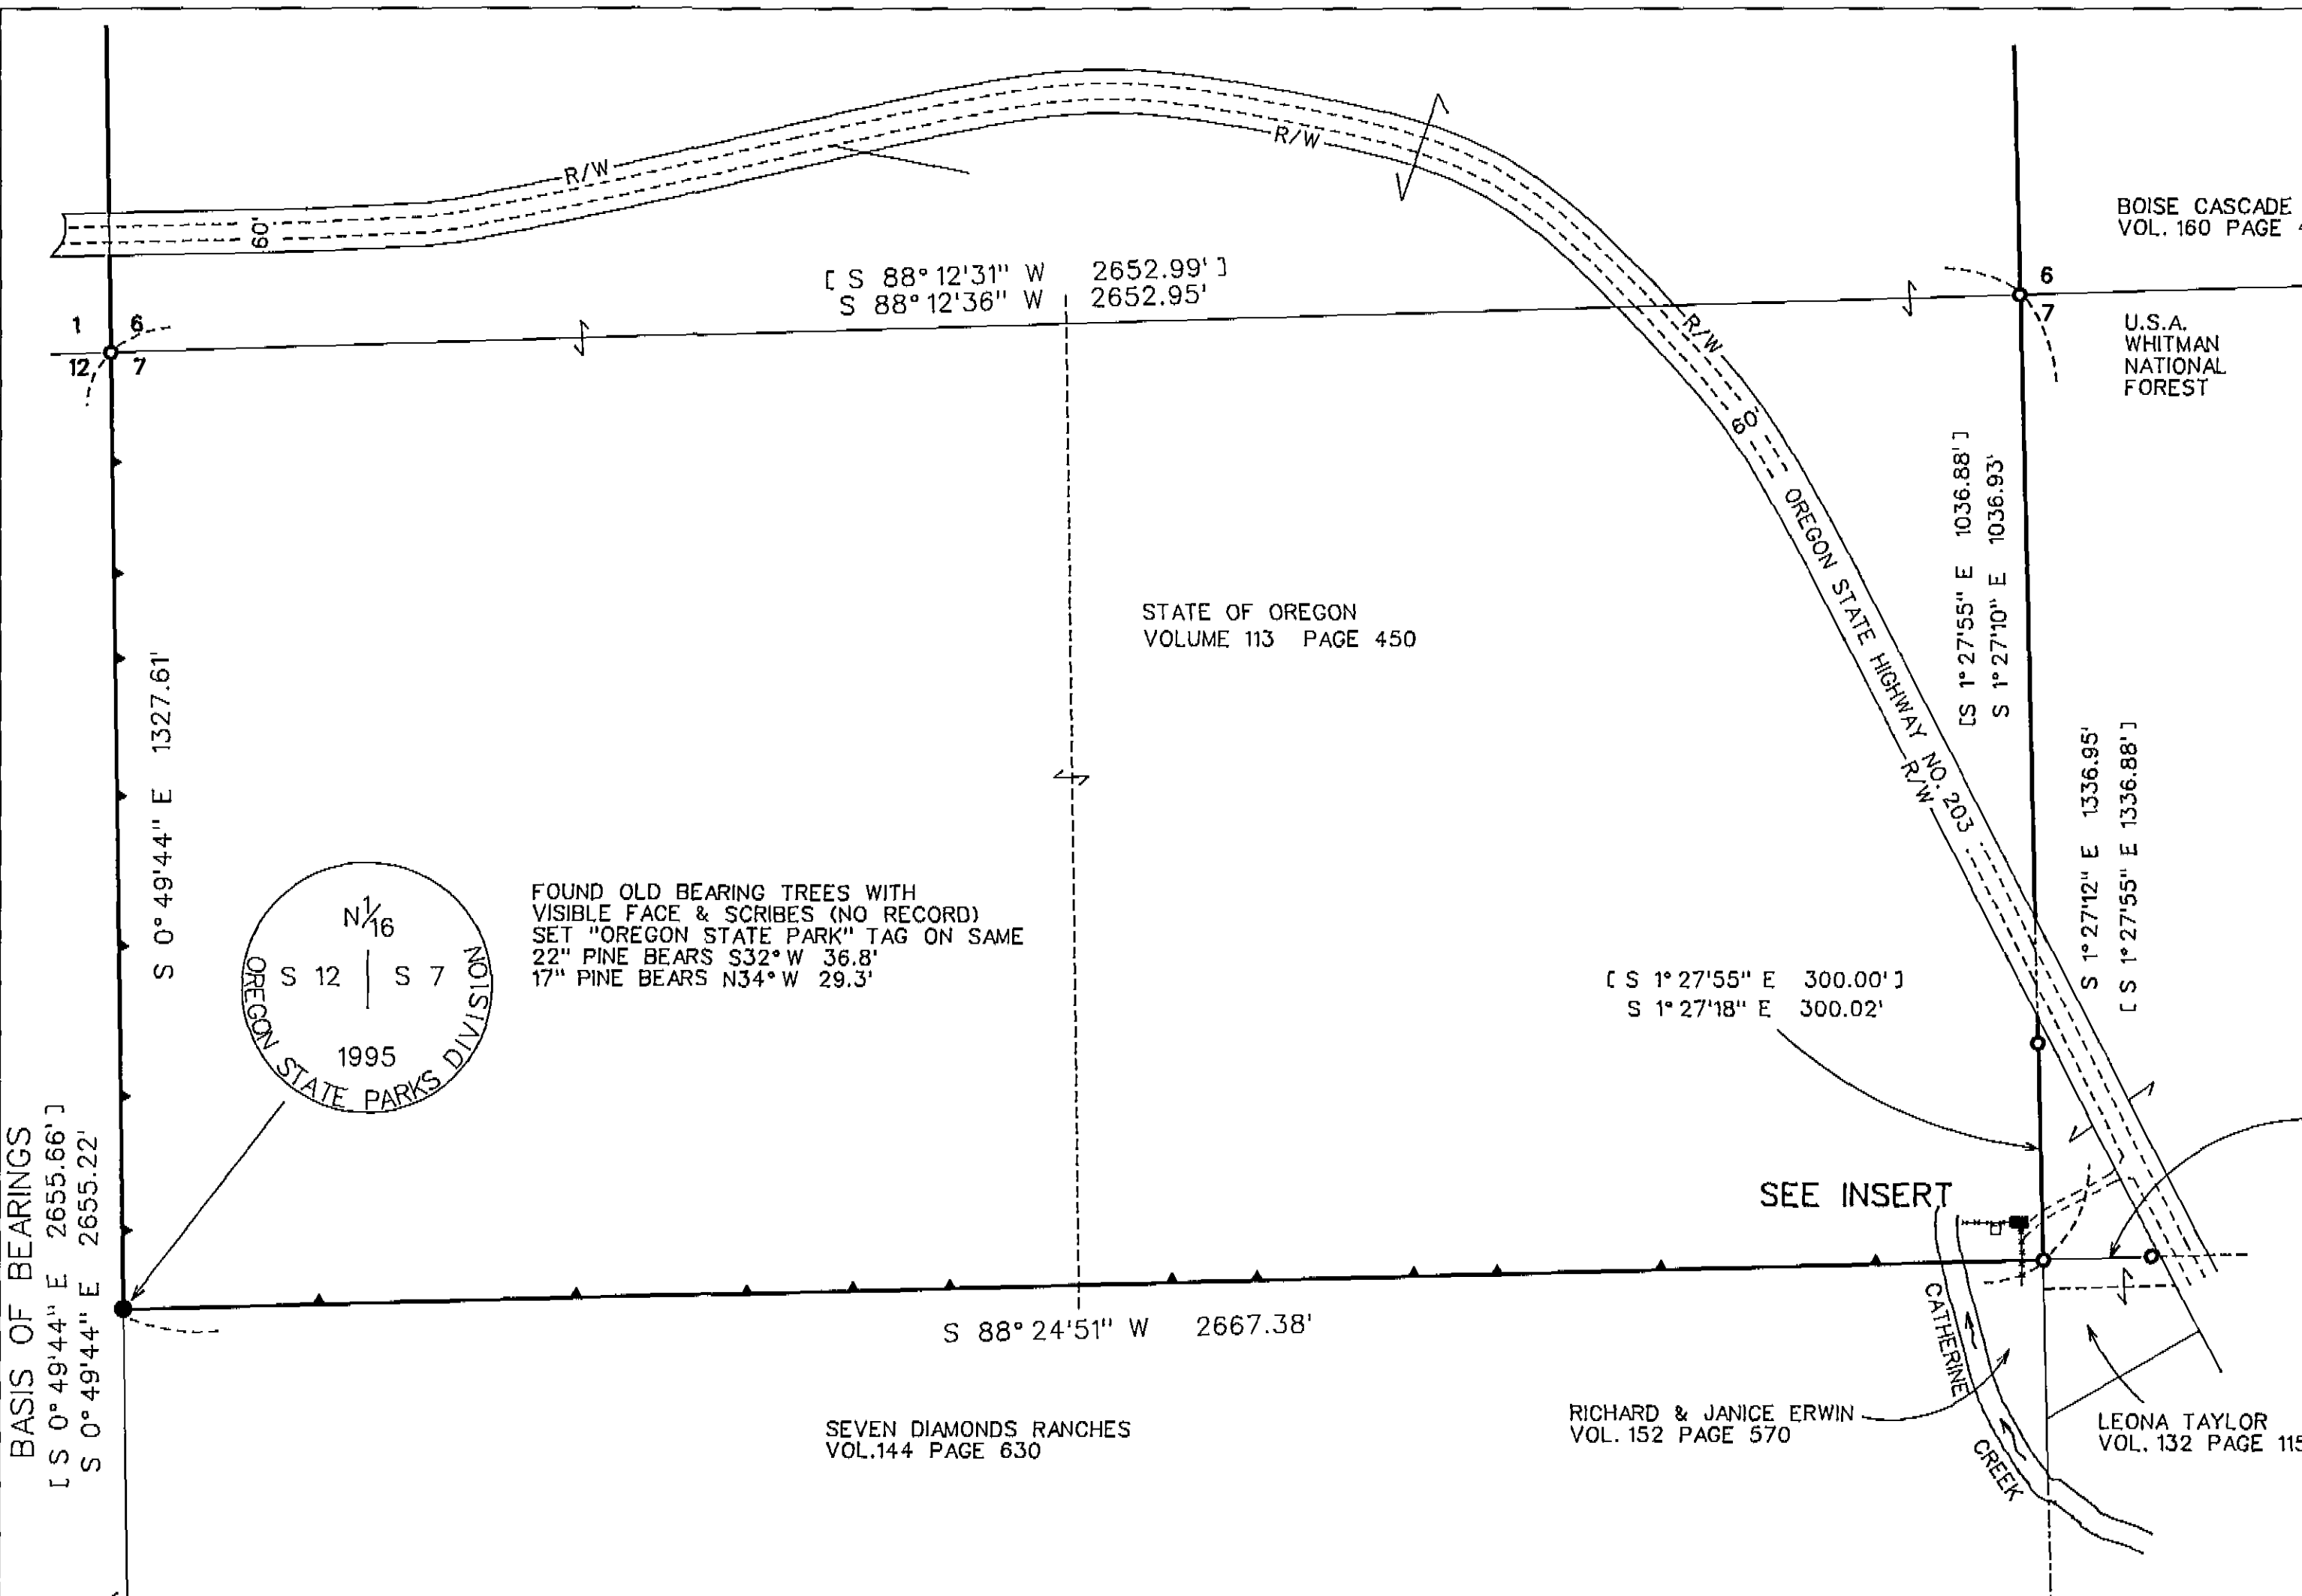 R/W
60'
R/W
[ S 88° 12'31" W 2652.99' ]
S 88° 12'36" W 2652.95'
BOISE CASCADE
VOL. 160 PAGE
1 6
12 7
6
7
U.S.A.
WHITMAN
NATIONAL
FOREST
R/W
60'
OREGON STATE HIGHWAY NO. 203
R/W
[S 1° 27'55" E 1036.88']
S 1° 27'10" E 1036.93'
S 1° 27'12" E 1336.95'
[ S 1° 27'55" E 1336.88']
STATE OF OREGON
VOLUME 113 PAGE 450
S 0° 49'44" E 1327.61'
N 1/16
S 12 | S 7
1995
OREGON STATE PARKS DIVISION
FOUND OLD BEARING TREES WITH
VISIBLE FACE & SCRIBES (NO RECORD)
SET "OREGON STATE PARK" TAG ON SAME
22" PINE BEARS S32° W 36.8'
17" PINE BEARS N34° W 29.3'
[ S 1° 27'55" E 300.00' ]
S 1° 27'18" E 300.02'
SEE INSERT
BASIS OF BEARINGS
[ S 0° 49'44" E 2655.66' ]
S 0° 49'44" E 2655.22'
S 88° 24'51" W 2667.38'
CATHERINE
CREEK
SEVEN DIAMONDS RANCHES
VOL.144 PAGE 630
RICHARD & JANICE ERWIN
VOL. 152 PAGE 570
LEONA TAYLOR
VOL. 132 PAGE 115